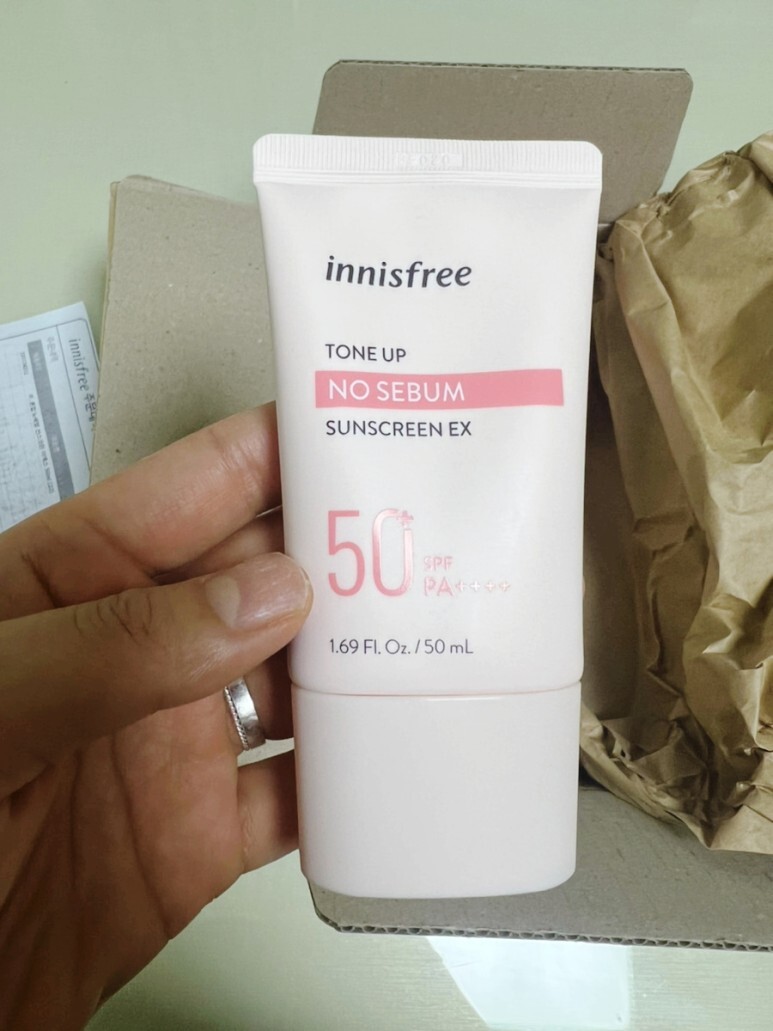 innisfree
TONE UP
NO SEBUM
SUNSCREEN EX
50+
SPF
PA++++
1.69 Fl. Oz. / 50 mL
innisfree